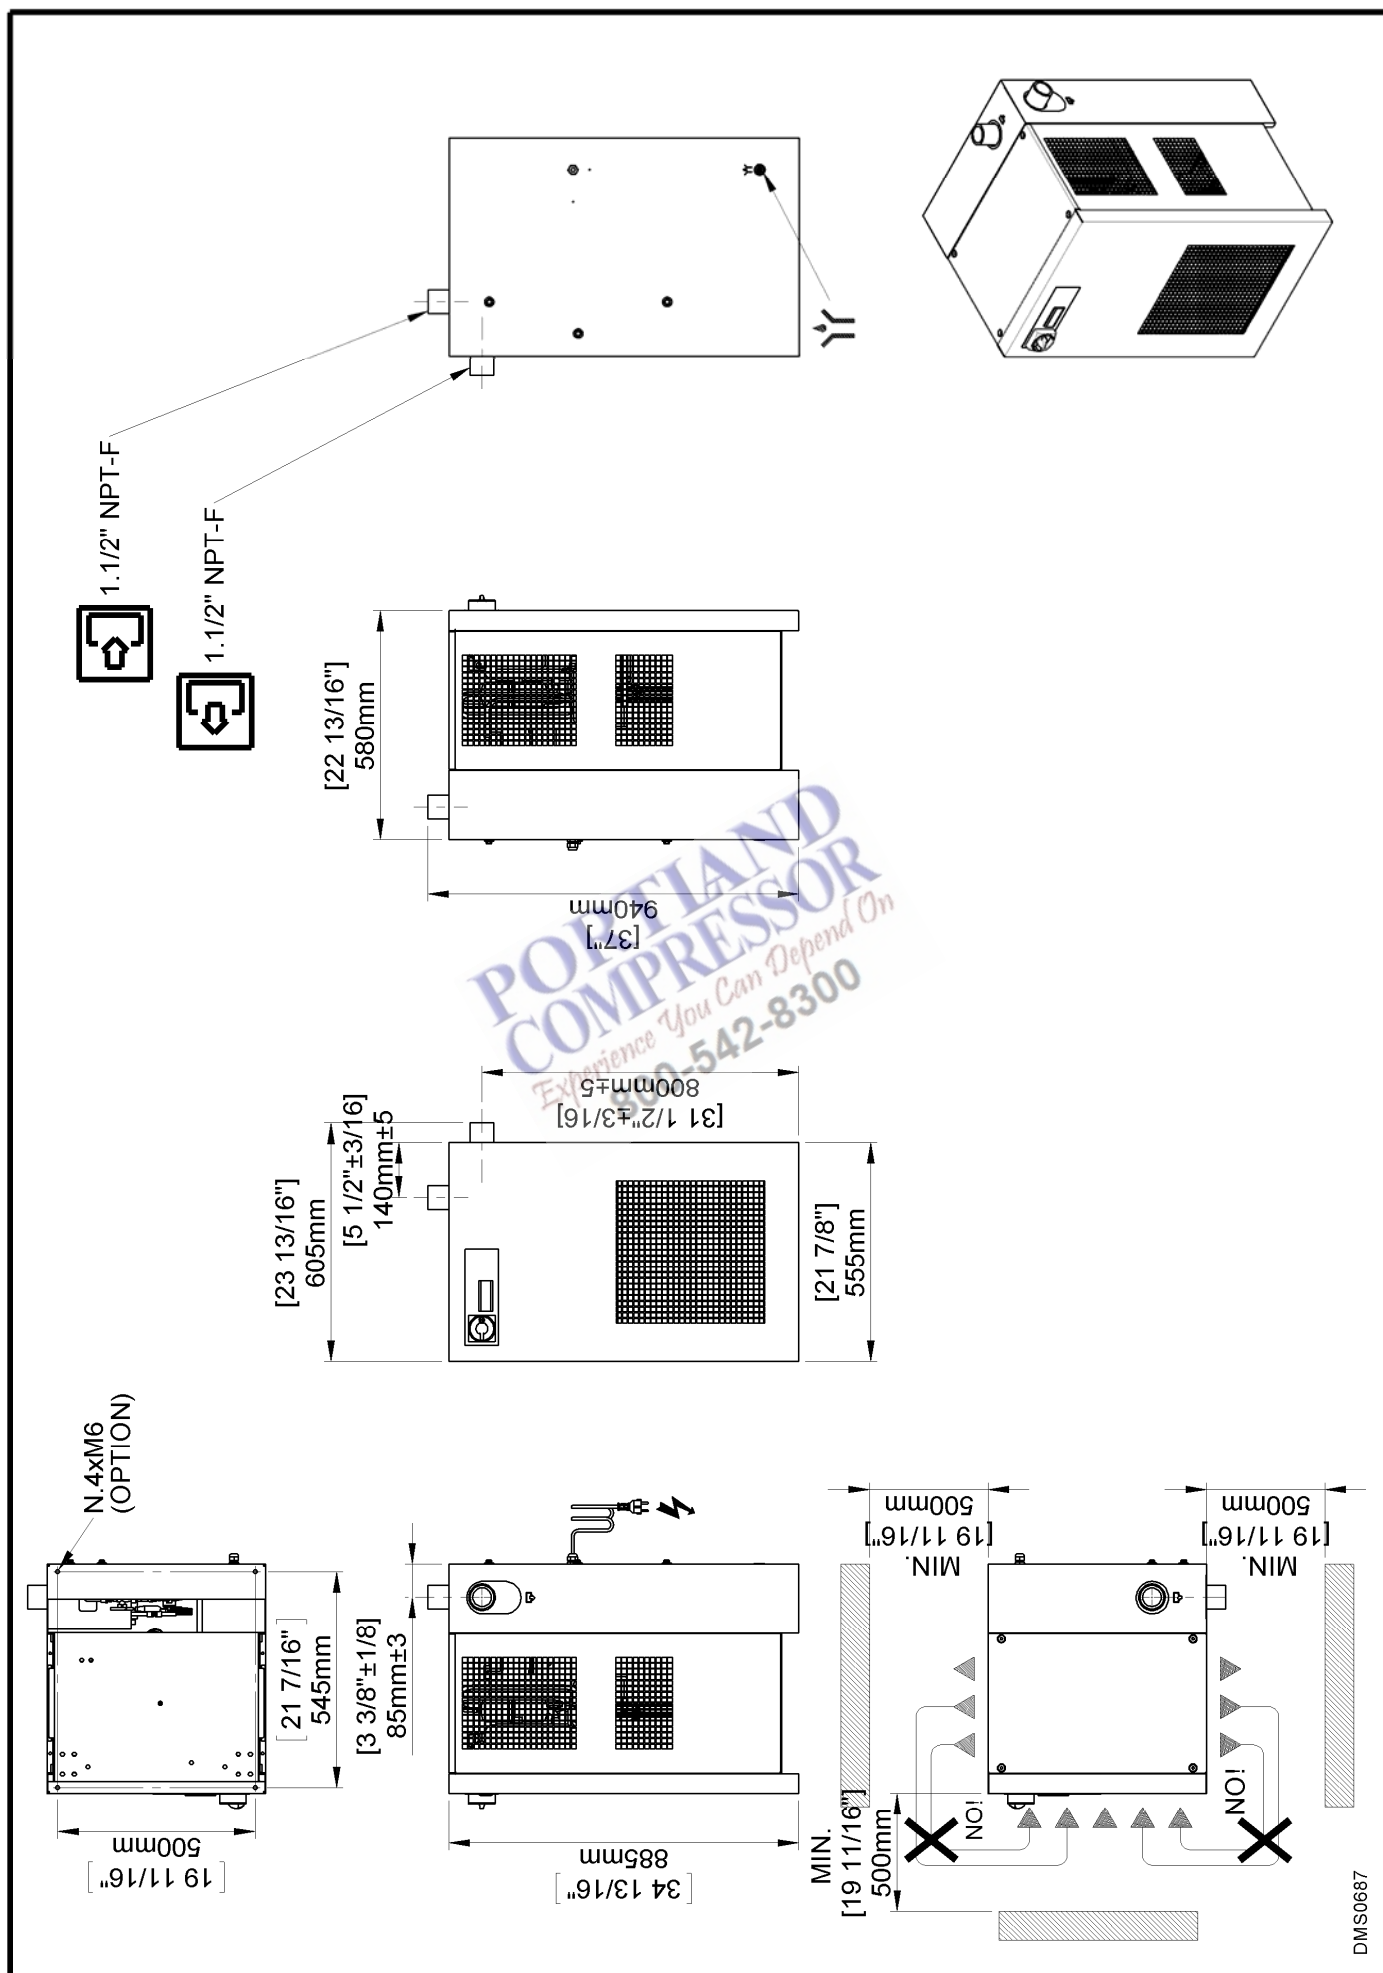 1.1/2" NPT-F
1.1/2" NPT-F
[22 13/16"]
580mm
[37"]
940mm
[23 13/16"]
605mm
[5 1/2"±3/16]
140mm±5
[31 1/2"±3/16]
800mm±5
[21 7/8"]
555mm
N.4xM6
(OPTION)
[21 7/16"]
545mm
[19 11/16"]
500mm
[3 3/8"±1/8]
85mm±3
[34 13/16"]
885mm
MIN.
[19 11/16"]
500mm
MIN.
[19 11/16"]
500mm
MIN.
[19 11/16"]
500mm
NO!
NO!
DMS0687
PORTLAND
COMPRESSOR
Experience You Can Depend On
800-542-8300